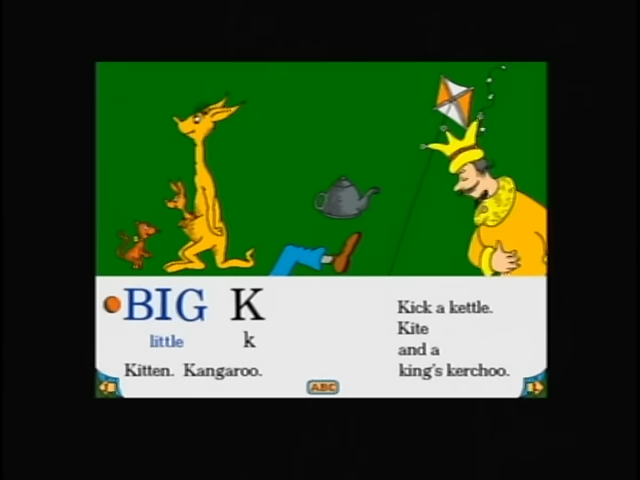 BIG K
little k
Kitten. Kangaroo.
Kick a kettle.
Kite
and a
king's kerchoo.
ABC